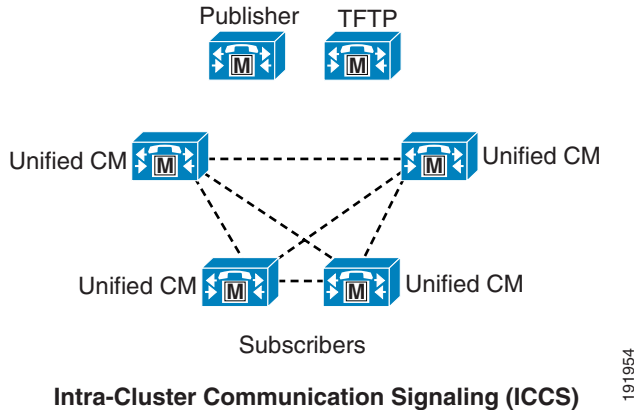 Publisher TFTP
M M
Unified CM M M Unified CM
Unified CM M M Unified CM
Subscribers
Intra-Cluster Communication Signaling (ICCS)
191954